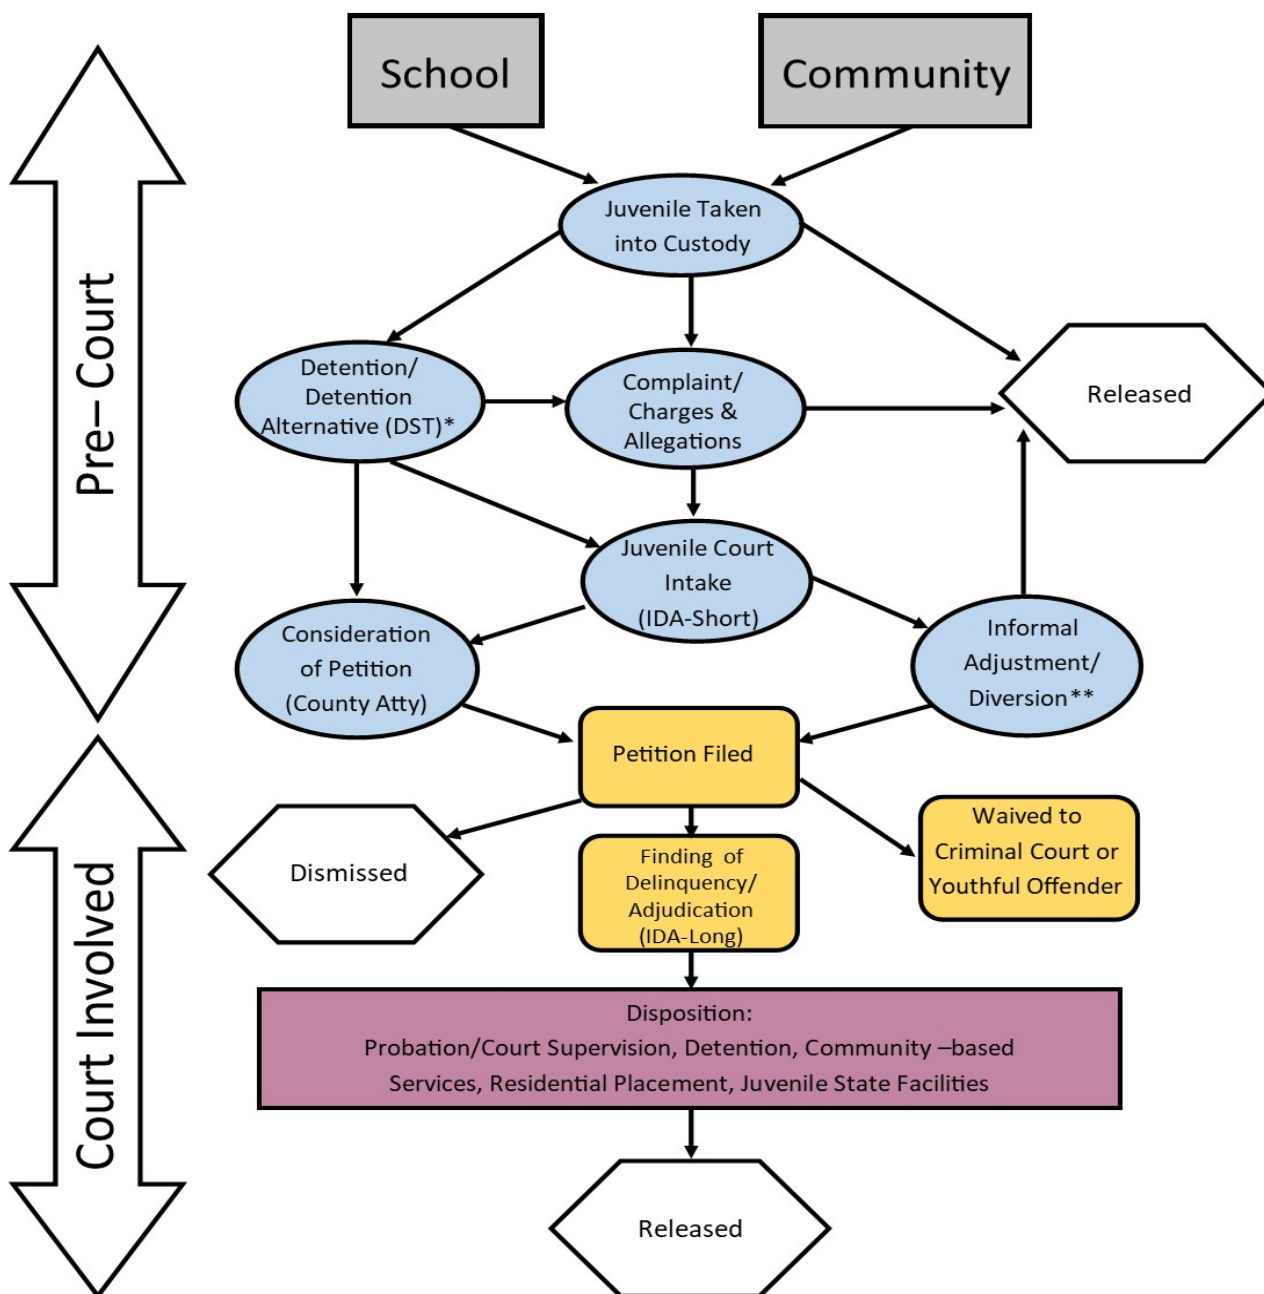 School
Community
Juvenile Taken
into Custody
Pre– Court
Detention/
Detention
Alternative (DST)*
Complaint/
Charges &
Allegations
Released
Juvenile Court
Intake
(IDA-Short)
Consideration
of Petition
(County Atty)
Informal
Adjustment/
Diversion**
Petition Filed
Court Involved
Dismissed
Finding of
Delinquency/
Adjudication
(IDA-Long)
Waived to
Criminal Court or
Youthful Offender
Disposition:
Probation/Court Supervision, Detention, Community –based
Services, Residential Placement, Juvenile State Facilities
Released